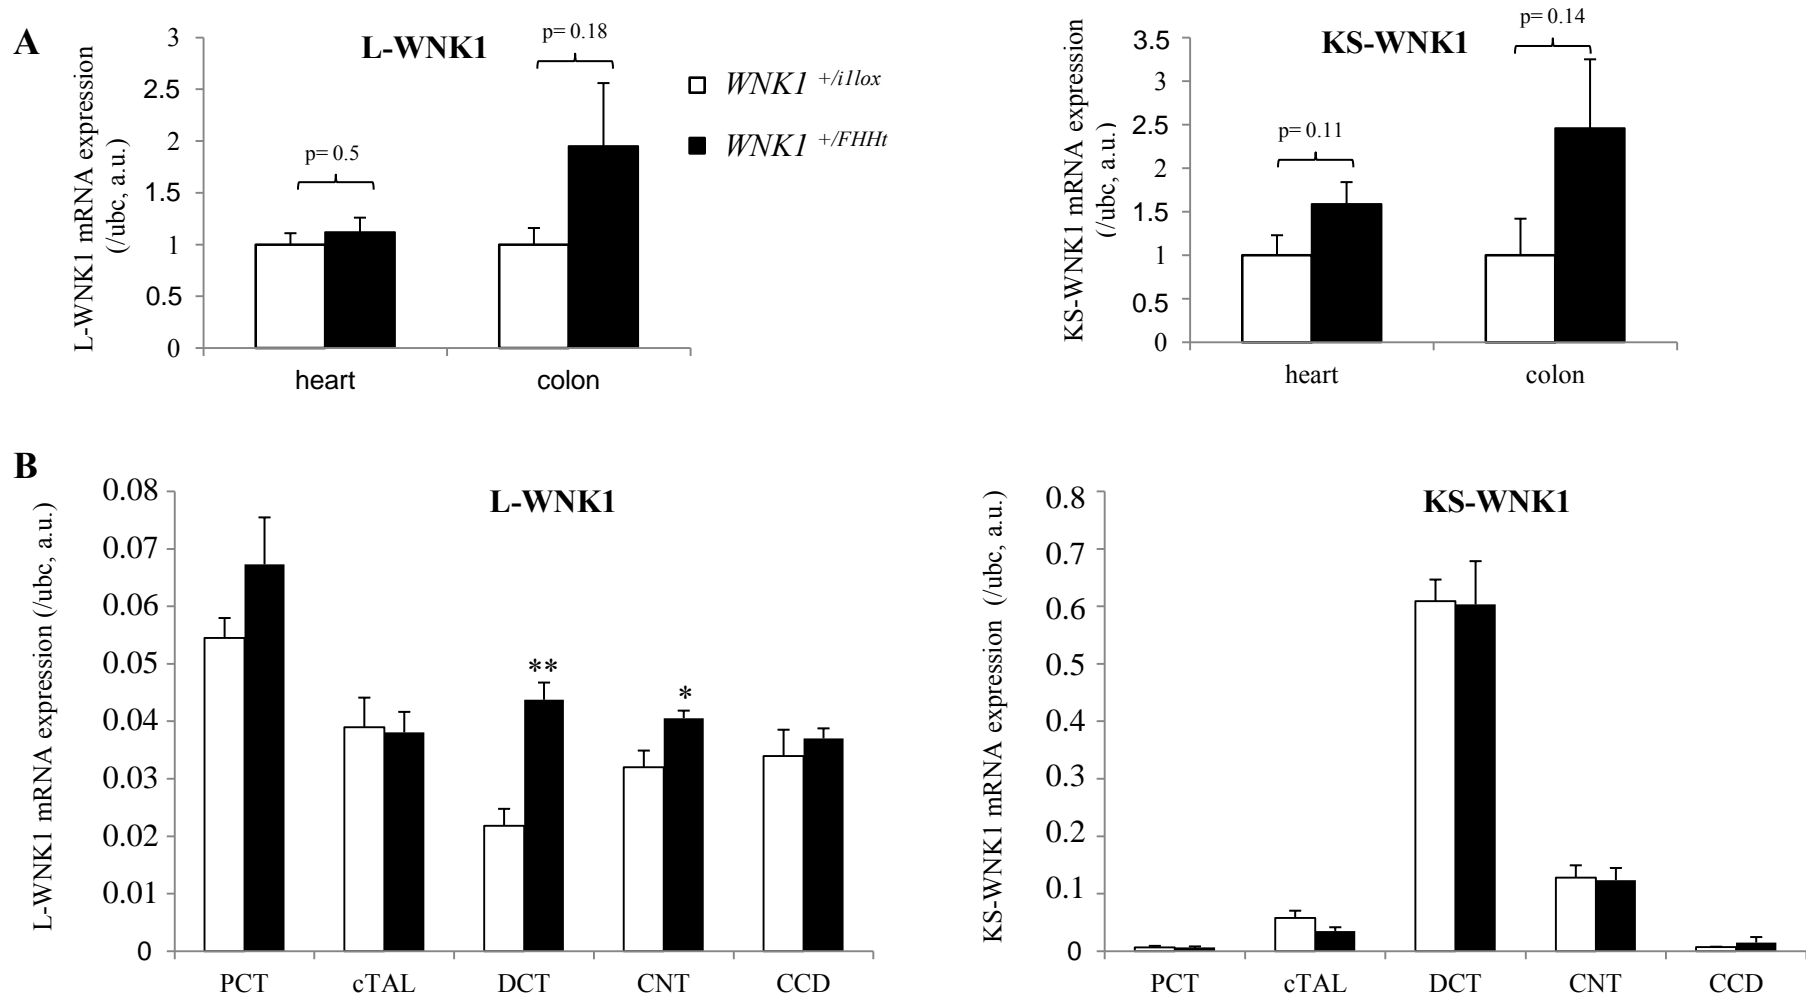 A
L-WNK1
L-WNK1 mRNA expression
(/ubc, a.u.)
3
2.5
2
1.5
1
0.5
0
p= 0.5
p= 0.18
heart
colon
WNK1 +/i1lox
WNK1 +/FHHt
KS-WNK1
KS-WNK1 mRNA expression
(/ubc, a.u.)
3.5
3
2.5
2
1.5
1
0.5
0
p= 0.11
p= 0.14
heart
colon
B
L-WNK1
L-WNK1 mRNA expression (/ubc, a.u.)
0.08
0.07
0.06
0.05
0.04
0.03
0.02
0.01
0
**
*
PCT
cTAL
DCT
CNT
CCD
KS-WNK1
KS-WNK1 mRNA expression (/ubc, a.u.)
0.8
0.7
0.6
0.5
0.4
0.3
0.2
0.1
0
PCT
cTAL
DCT
CNT
CCD